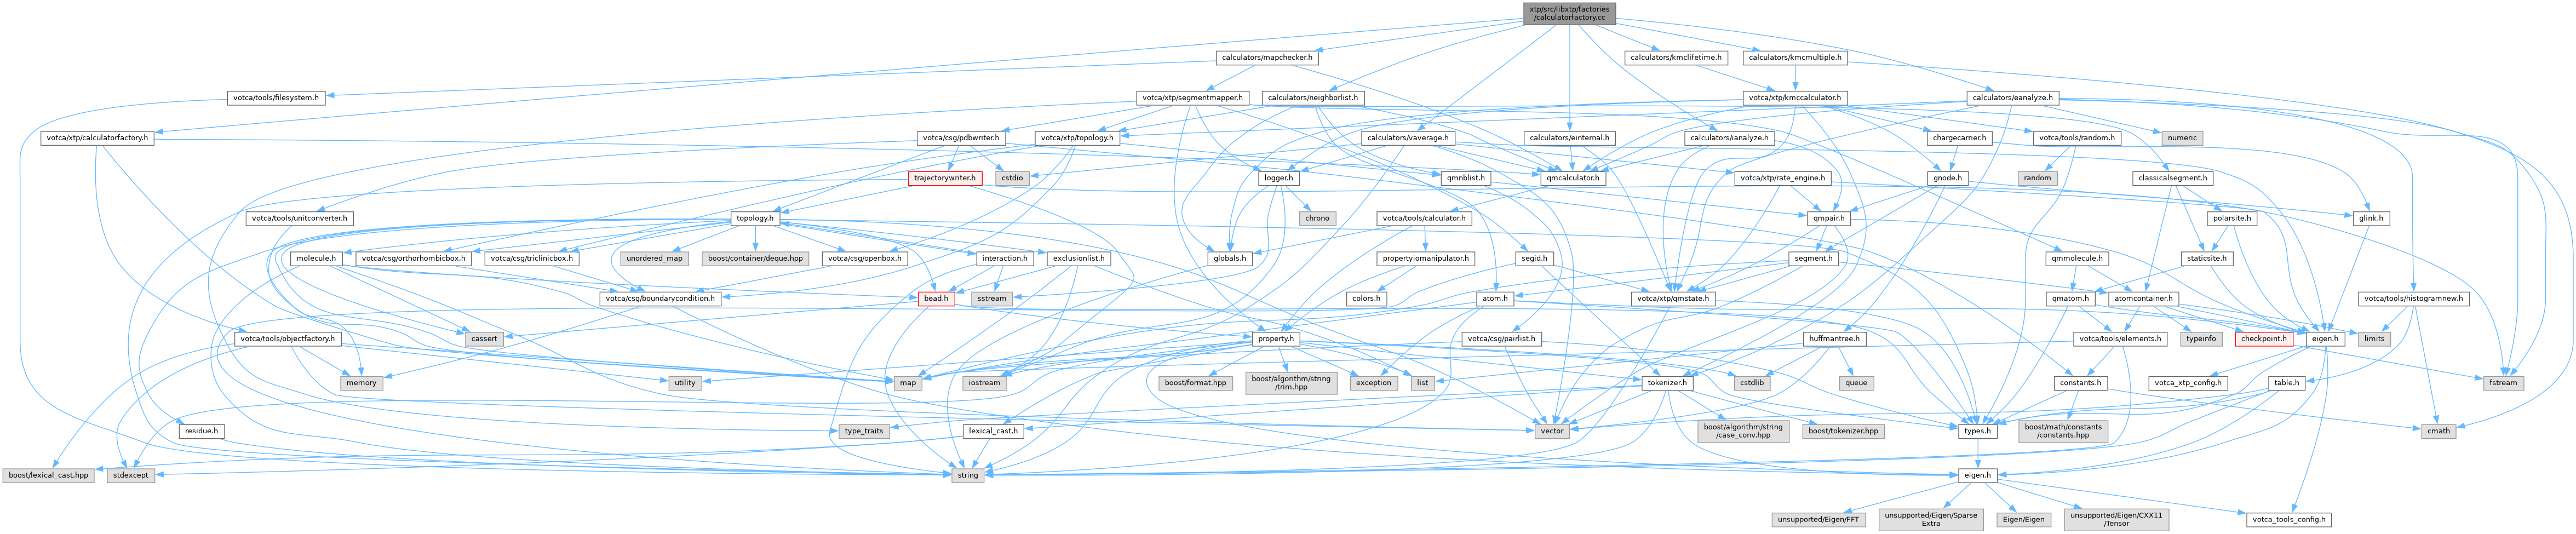 xtp/src/libxtp/factories
/calculatorfactory.cc
calculators/mapchecker.h
calculators/kmclifetime.h
calculators/kmcmultiple.h
votca/tools/filesystem.h
votca/xtp/segmentmapper.h
calculators/neighborlist.h
votca/xtp/kmccalculator.h
calculators/eanalyze.h
votca/xtp/calculatorfactory.h
votca/csg/pdbwriter.h
votca/xtp/topology.h
calculators/vaverage.h
calculators/einternal.h
calculators/ianalyze.h
chargecarrier.h
votca/tools/random.h
numeric
trajectorywriter.h
cstdio
logger.h
qmnblist.h
qmcalculator.h
votca/xtp/rate_engine.h
gnode.h
random
classicalsegment.h
votca/tools/unitconverter.h
topology.h
chrono
votca/tools/calculator.h
qmpair.h
polarsite.h
glink.h
molecule.h
votca/csg/orthorhombicbox.h
votca/csg/triclinicbox.h
unordered_map
boost/container/deque.hpp
votca/csg/openbox.h
interaction.h
exclusionlist.h
globals.h
propertyiomanipulator.h
segid.h
segment.h
qmmolecule.h
staticsite.h
votca/csg/boundarycondition.h
bead.h
sstream
colors.h
atom.h
votca/xtp/qmstate.h
qmatom.h
atomcontainer.h
votca/tools/histogramnew.h
votca/tools/objectfactory.h
cassert
property.h
votca/csg/pairlist.h
huffmantree.h
votca/tools/elements.h
typeinfo
checkpoint.h
eigen.h
limits
memory
utility
map
iostream
boost/format.hpp
boost/algorithm/string
/trim.hpp
exception
list
tokenizer.h
cstdlib
queue
constants.h
votca_xtp_config.h
table.h
fstream
residue.h
type_traits
vector
lexical_cast.h
boost/algorithm/string
/case_conv.hpp
boost/tokenizer.hpp
types.h
boost/math/constants
/constants.hpp
cmath
boost/lexical_cast.hpp
stdexcept
string
eigen.h
unsupported/Eigen/FFT
unsupported/Eigen/Sparse
Extra
Eigen/Eigen
unsupported/Eigen/CXX11
/Tensor
votca_tools_config.h